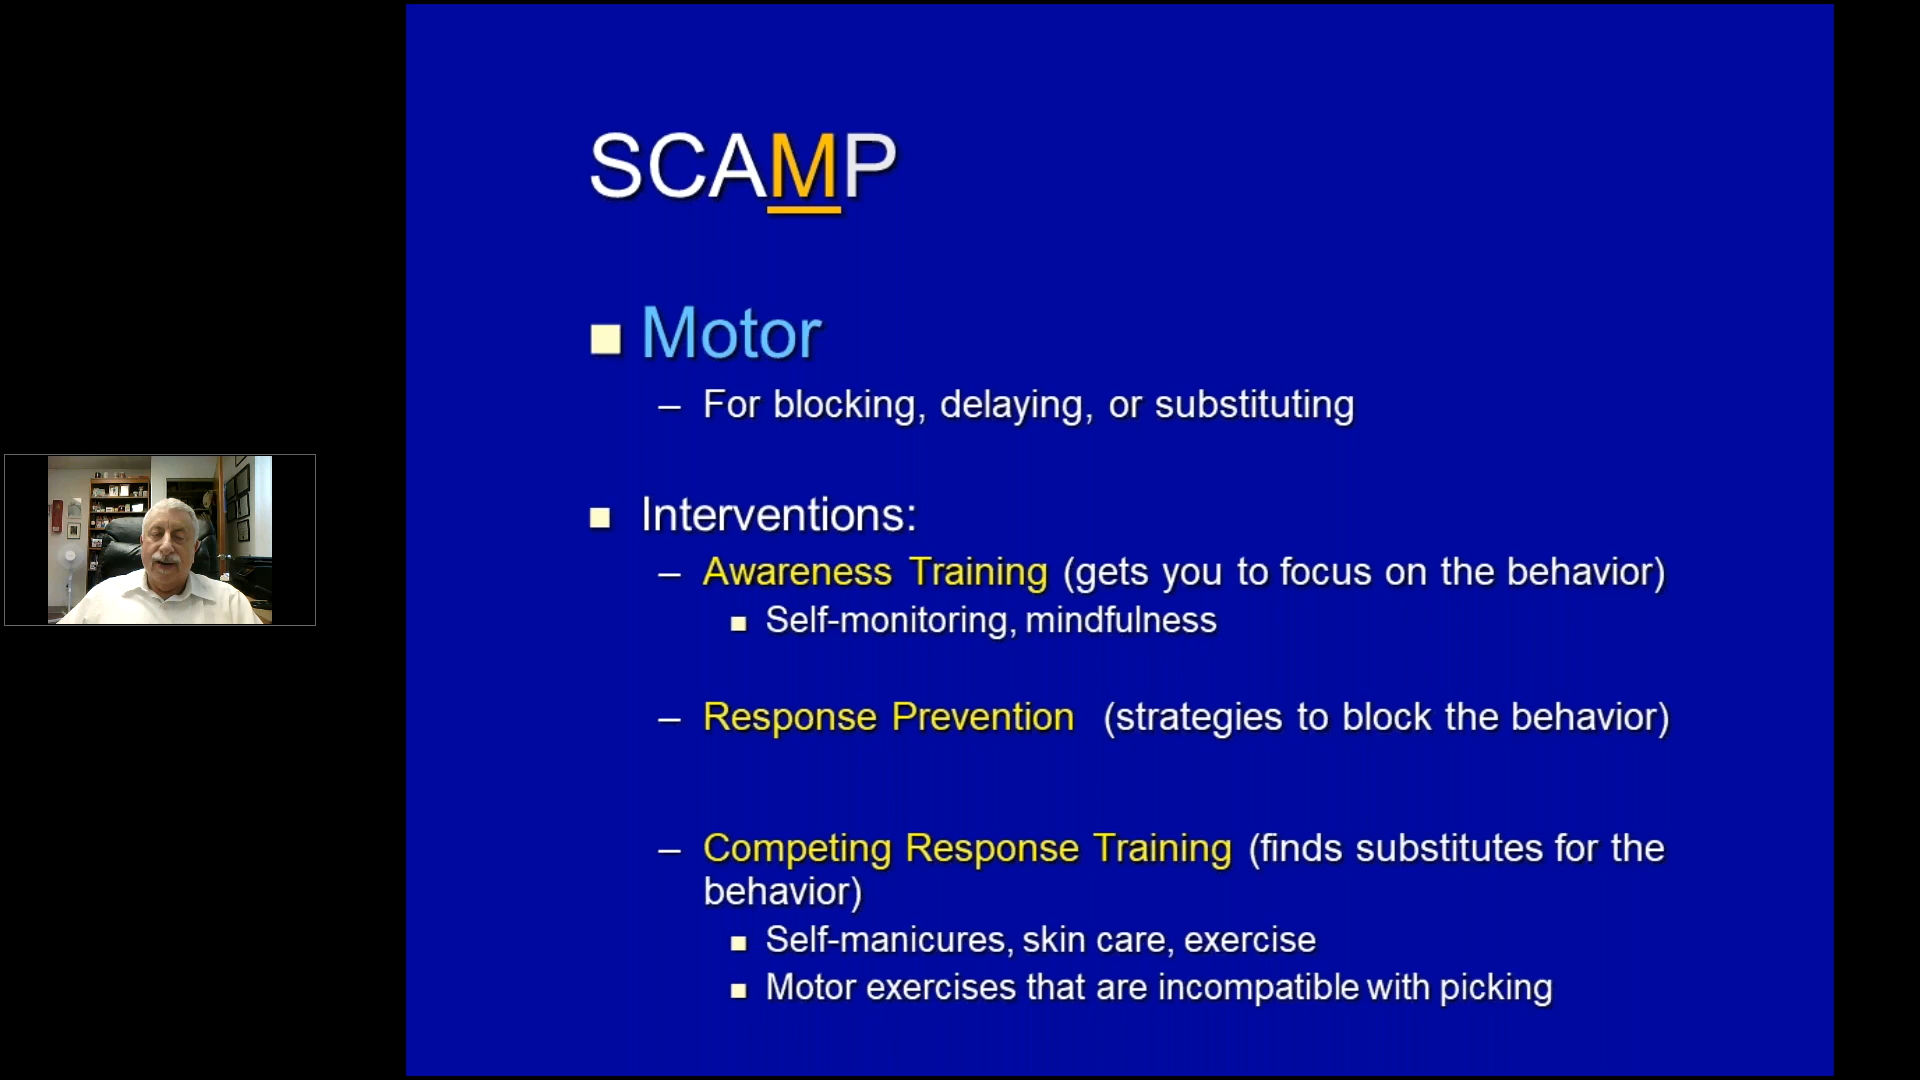 SCAMP
Motor
– For blocking, delaying, or substituting
Interventions:
– Awareness Training (gets you to focus on the behavior)
Self-monitoring, mindfulness
– Response Prevention (strategies to block the behavior)
– Competing Response Training (finds substitutes for the
behavior)
Self-manicures, skin care, exercise
Motor exercises that are incompatible with picking